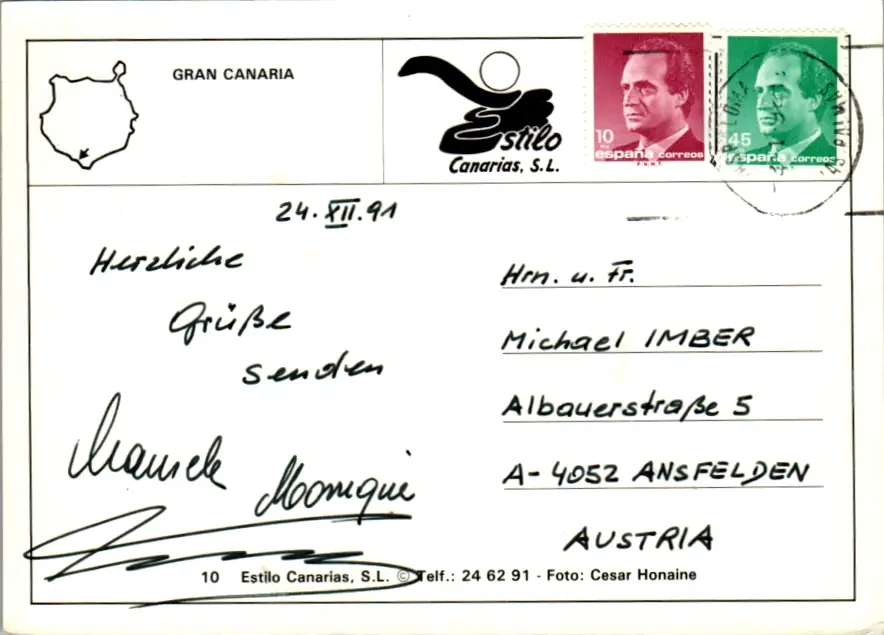 GRAN CANARIA
Estilo
Canarias, S.L.
10
PTA
españa correos
F.N.M.T.
45
españa correos
24. XII. 91
Herzliche
Grüße
senden
Monique
Hrn. u. Fr.
Michael IMBER
Albauerstraße 5
A- 4052 ANSFELDEN
AUSTRIA
10 Estilo Canarias, S.L. © Telf.: 24 62 91 - Foto: Cesar Honaine